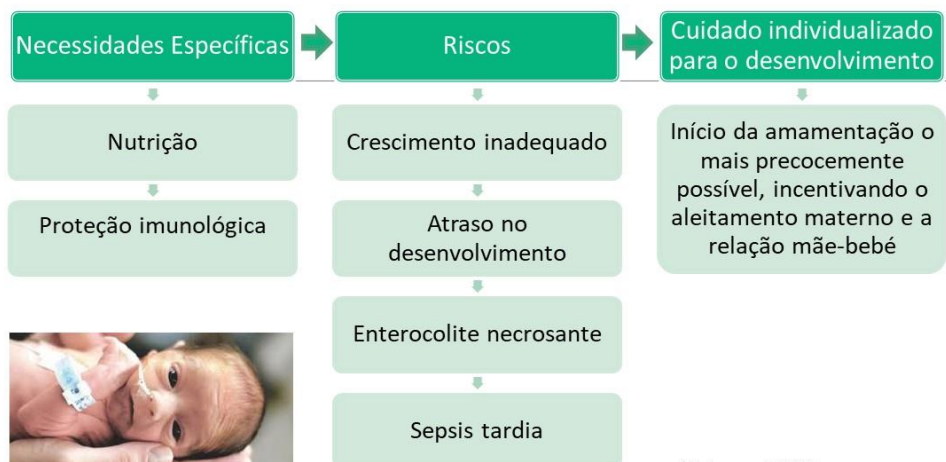 Necessidades Específicas
Riscos
Cuidado individualizado
para o desenvolvimento
Nutrição
Proteção imunológica
Crescimento inadequado
Atraso no
desenvolvimento
Enterocolite necrosante
Sepsis tardia
Início da amamentação o
mais precocemente
possível, incentivando o
aleitamento materno e a
relação mãe-bebé